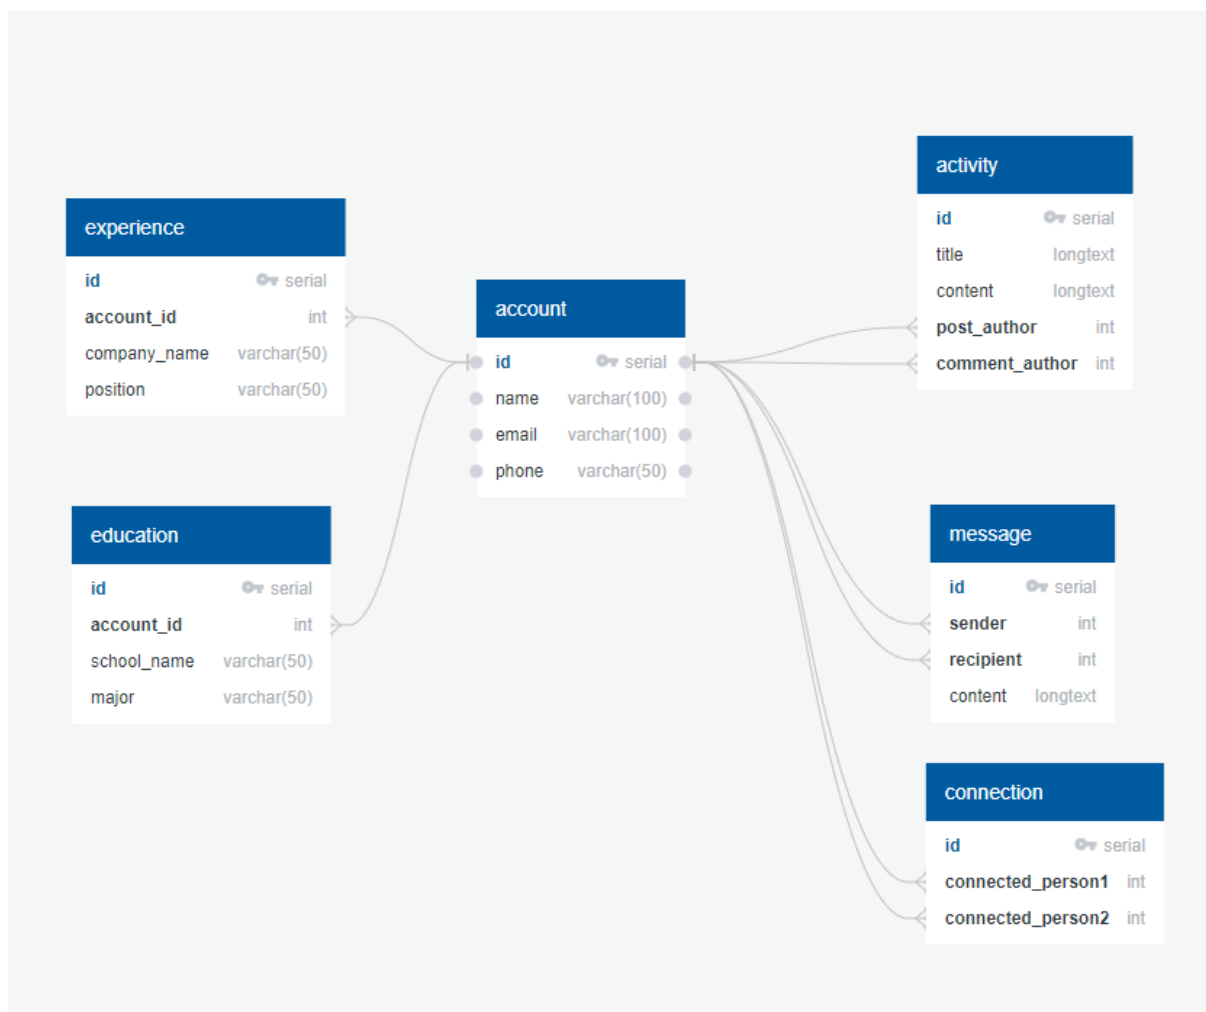 experience
id serial
account_id int
company_name varchar(50)
position varchar(50)
education
id serial
account_id int
school_name varchar(50)
major varchar(50)
account
id serial
name varchar(100)
email varchar(100)
phone varchar(50)
activity
id serial
title longtext
content longtext
post_author int
comment_author int
message
id serial
sender int
recipient int
content longtext
connection
id serial
connected_person1 int
connected_person2 int